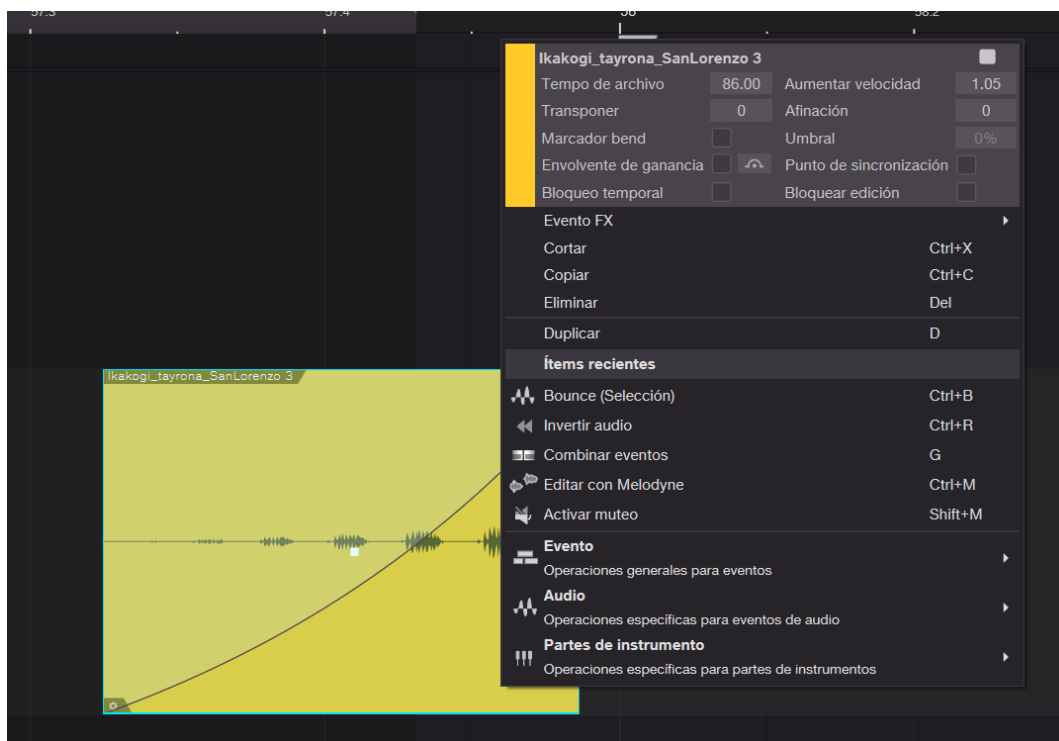 57.3
57.4
58
58.2
Ikakogi_tayrona_SanLorenzo 3
Tempo de archivo 86.00 Aumentar velocidad 1.05
Transponer 0 Afinación 0
Marcador bend Umbral 0%
Envolvente de ganancia Punto de sincronización
Bloqueo temporal Bloquear edición
Evento FX
Cortar Ctrl+X
Copiar Ctrl+C
Eliminar Del
Duplicar D
Ítems recientes
Ikakogi_tayrona_SanLorenzo 3
Bounce (Selección) Ctrl+B
Invertir audio Ctrl+R
Combinar eventos G
Editar con Melodyne Ctrl+M
Activar muteo Shift+M
Evento
Operaciones generales para eventos
Audio
Operaciones específicas para eventos de audio
Partes de instrumento
Operaciones específicas para partes de instrumentos